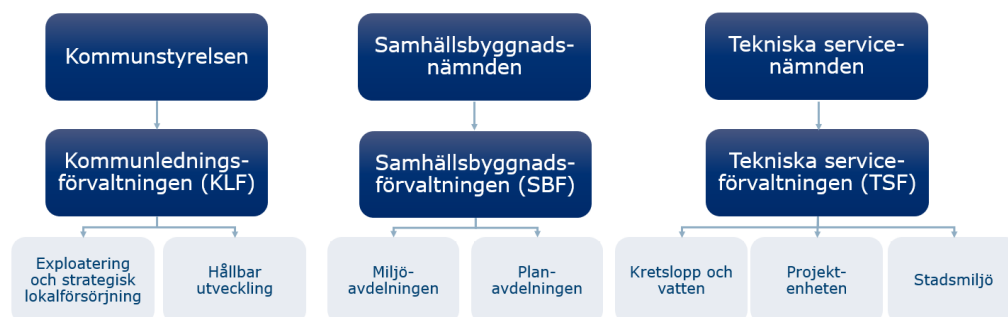 Kommunstyrelsen
Samhällsbyggnads-
nämnden
Tekniska service-
nämnden
Kommunlednings-
förvaltningen (KLF)
Samhällsbyggnads-
förvaltningen (SBF)
Tekniska service-
förvaltningen (TSF)
Exploatering
och strategisk
lokalförsörjning
Hållbar
utveckling
Miljö-
avdelningen
Plan-
avdelningen
Kretslopp och
vatten
Projekt-
enheten
Stadsmiljö